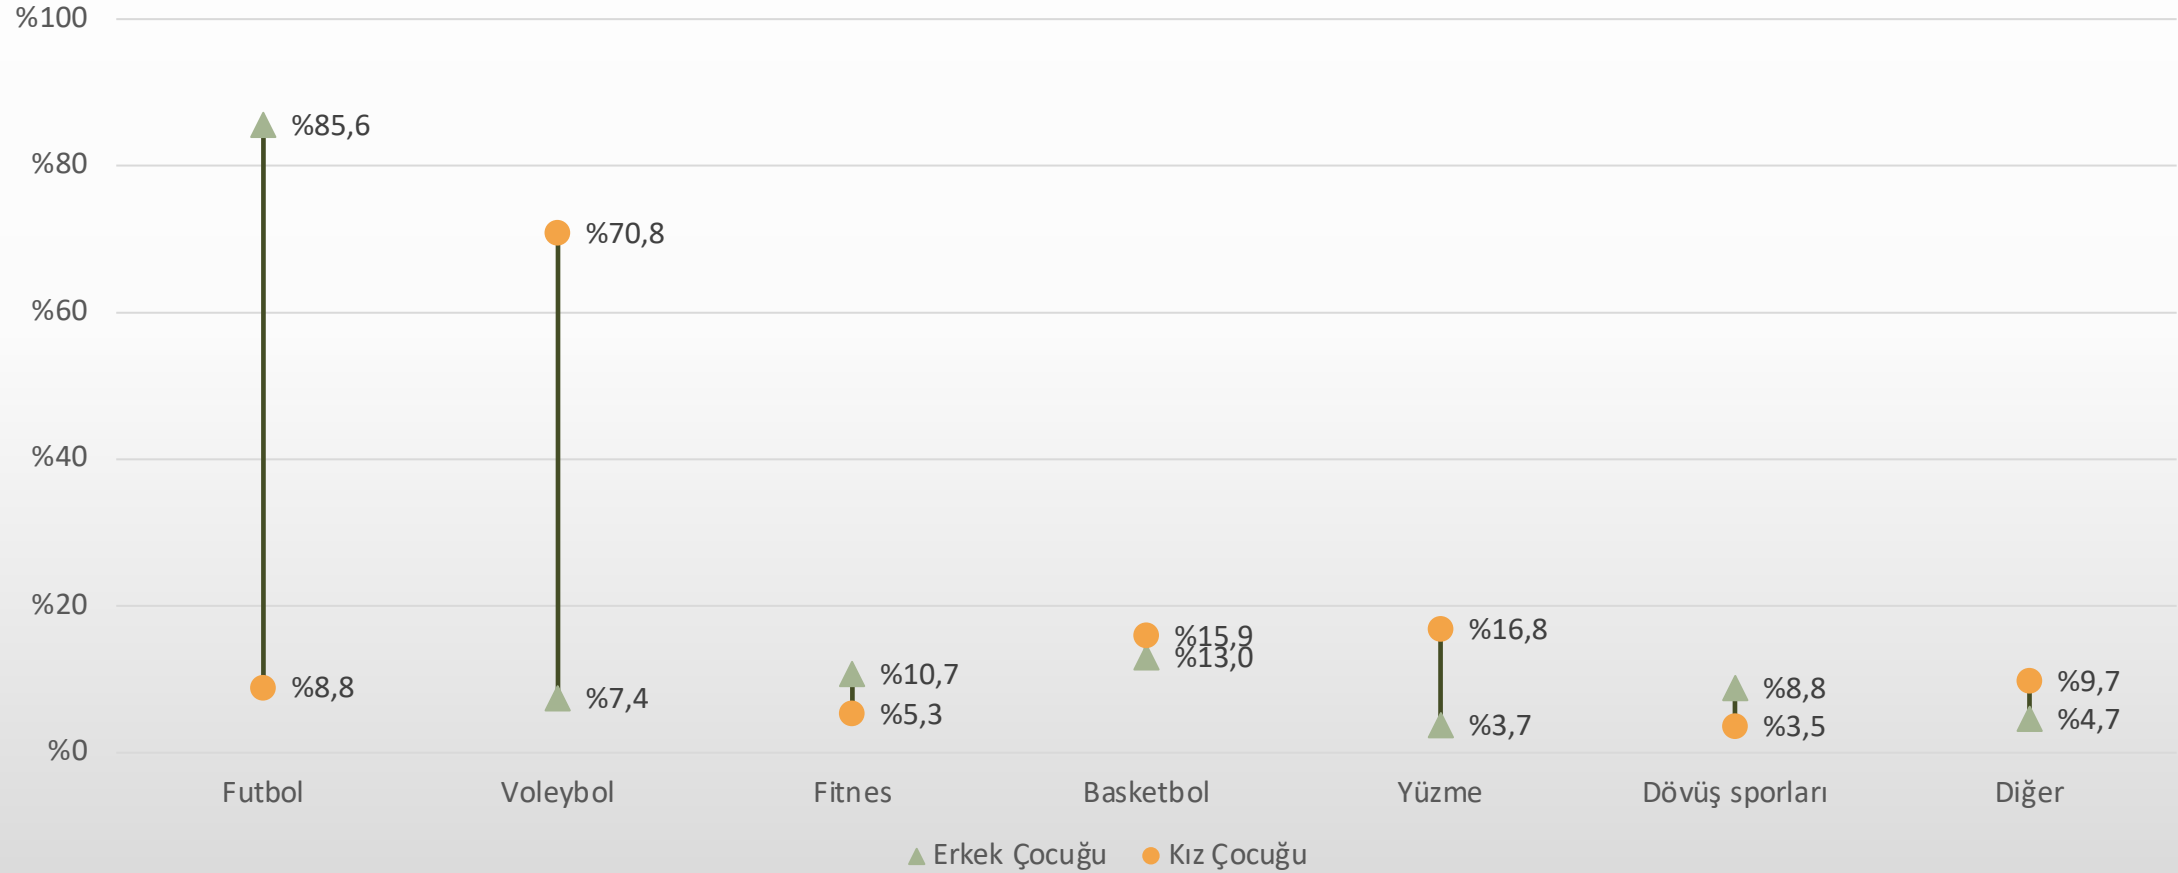 %100
%80
%60
%40
%20
%0
%85,6
%8,8
%70,8
%7,4
%10,7
%5,3
%15,9
%13,0
%16,8
%3,7
%8,8
%3,5
%9,7
%4,7
Futbol
Voleybol
Fitnes
Basketbol
Yüzme
Dövüş sporları
Diğer
Erkek Çocuğu
Kız Çocuğu